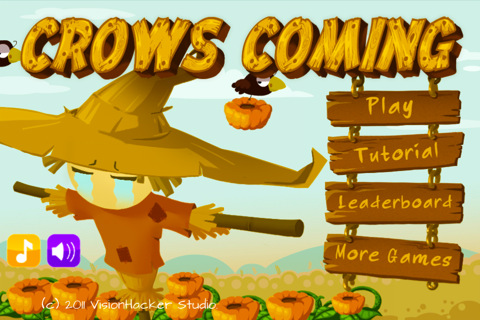 CROWS COMING
Play
Tutorial
Leaderboard
More Games
(c) 2011 VisionHacker Studio